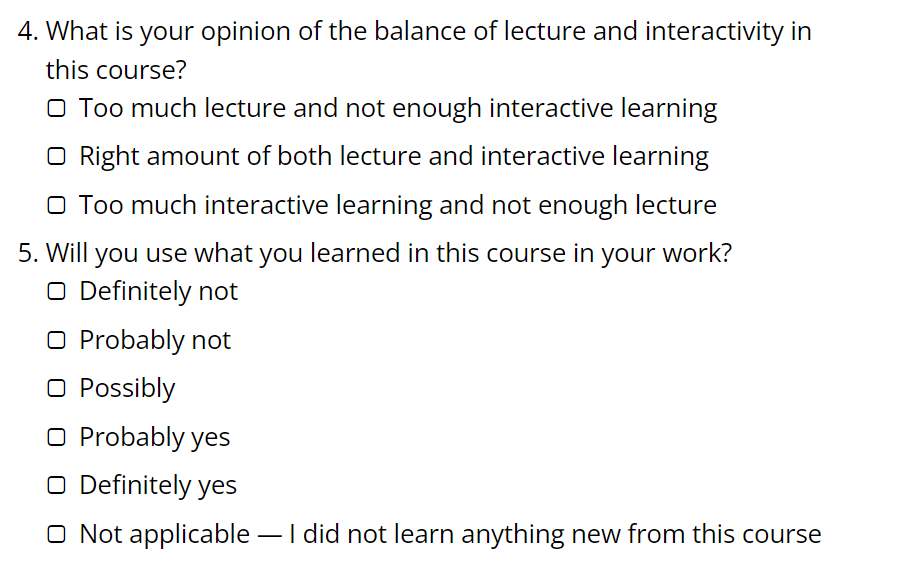 4. What is your opinion of the balance of lecture and interactivity in
this course?
Too much lecture and not enough interactive learning
Right amount of both lecture and interactive learning
Too much interactive learning and not enough lecture
5. Will you use what you learned in this course in your work?
Definitely not
Probably not
Possibly
Probably yes
Definitely yes
Not applicable — I did not learn anything new from this course